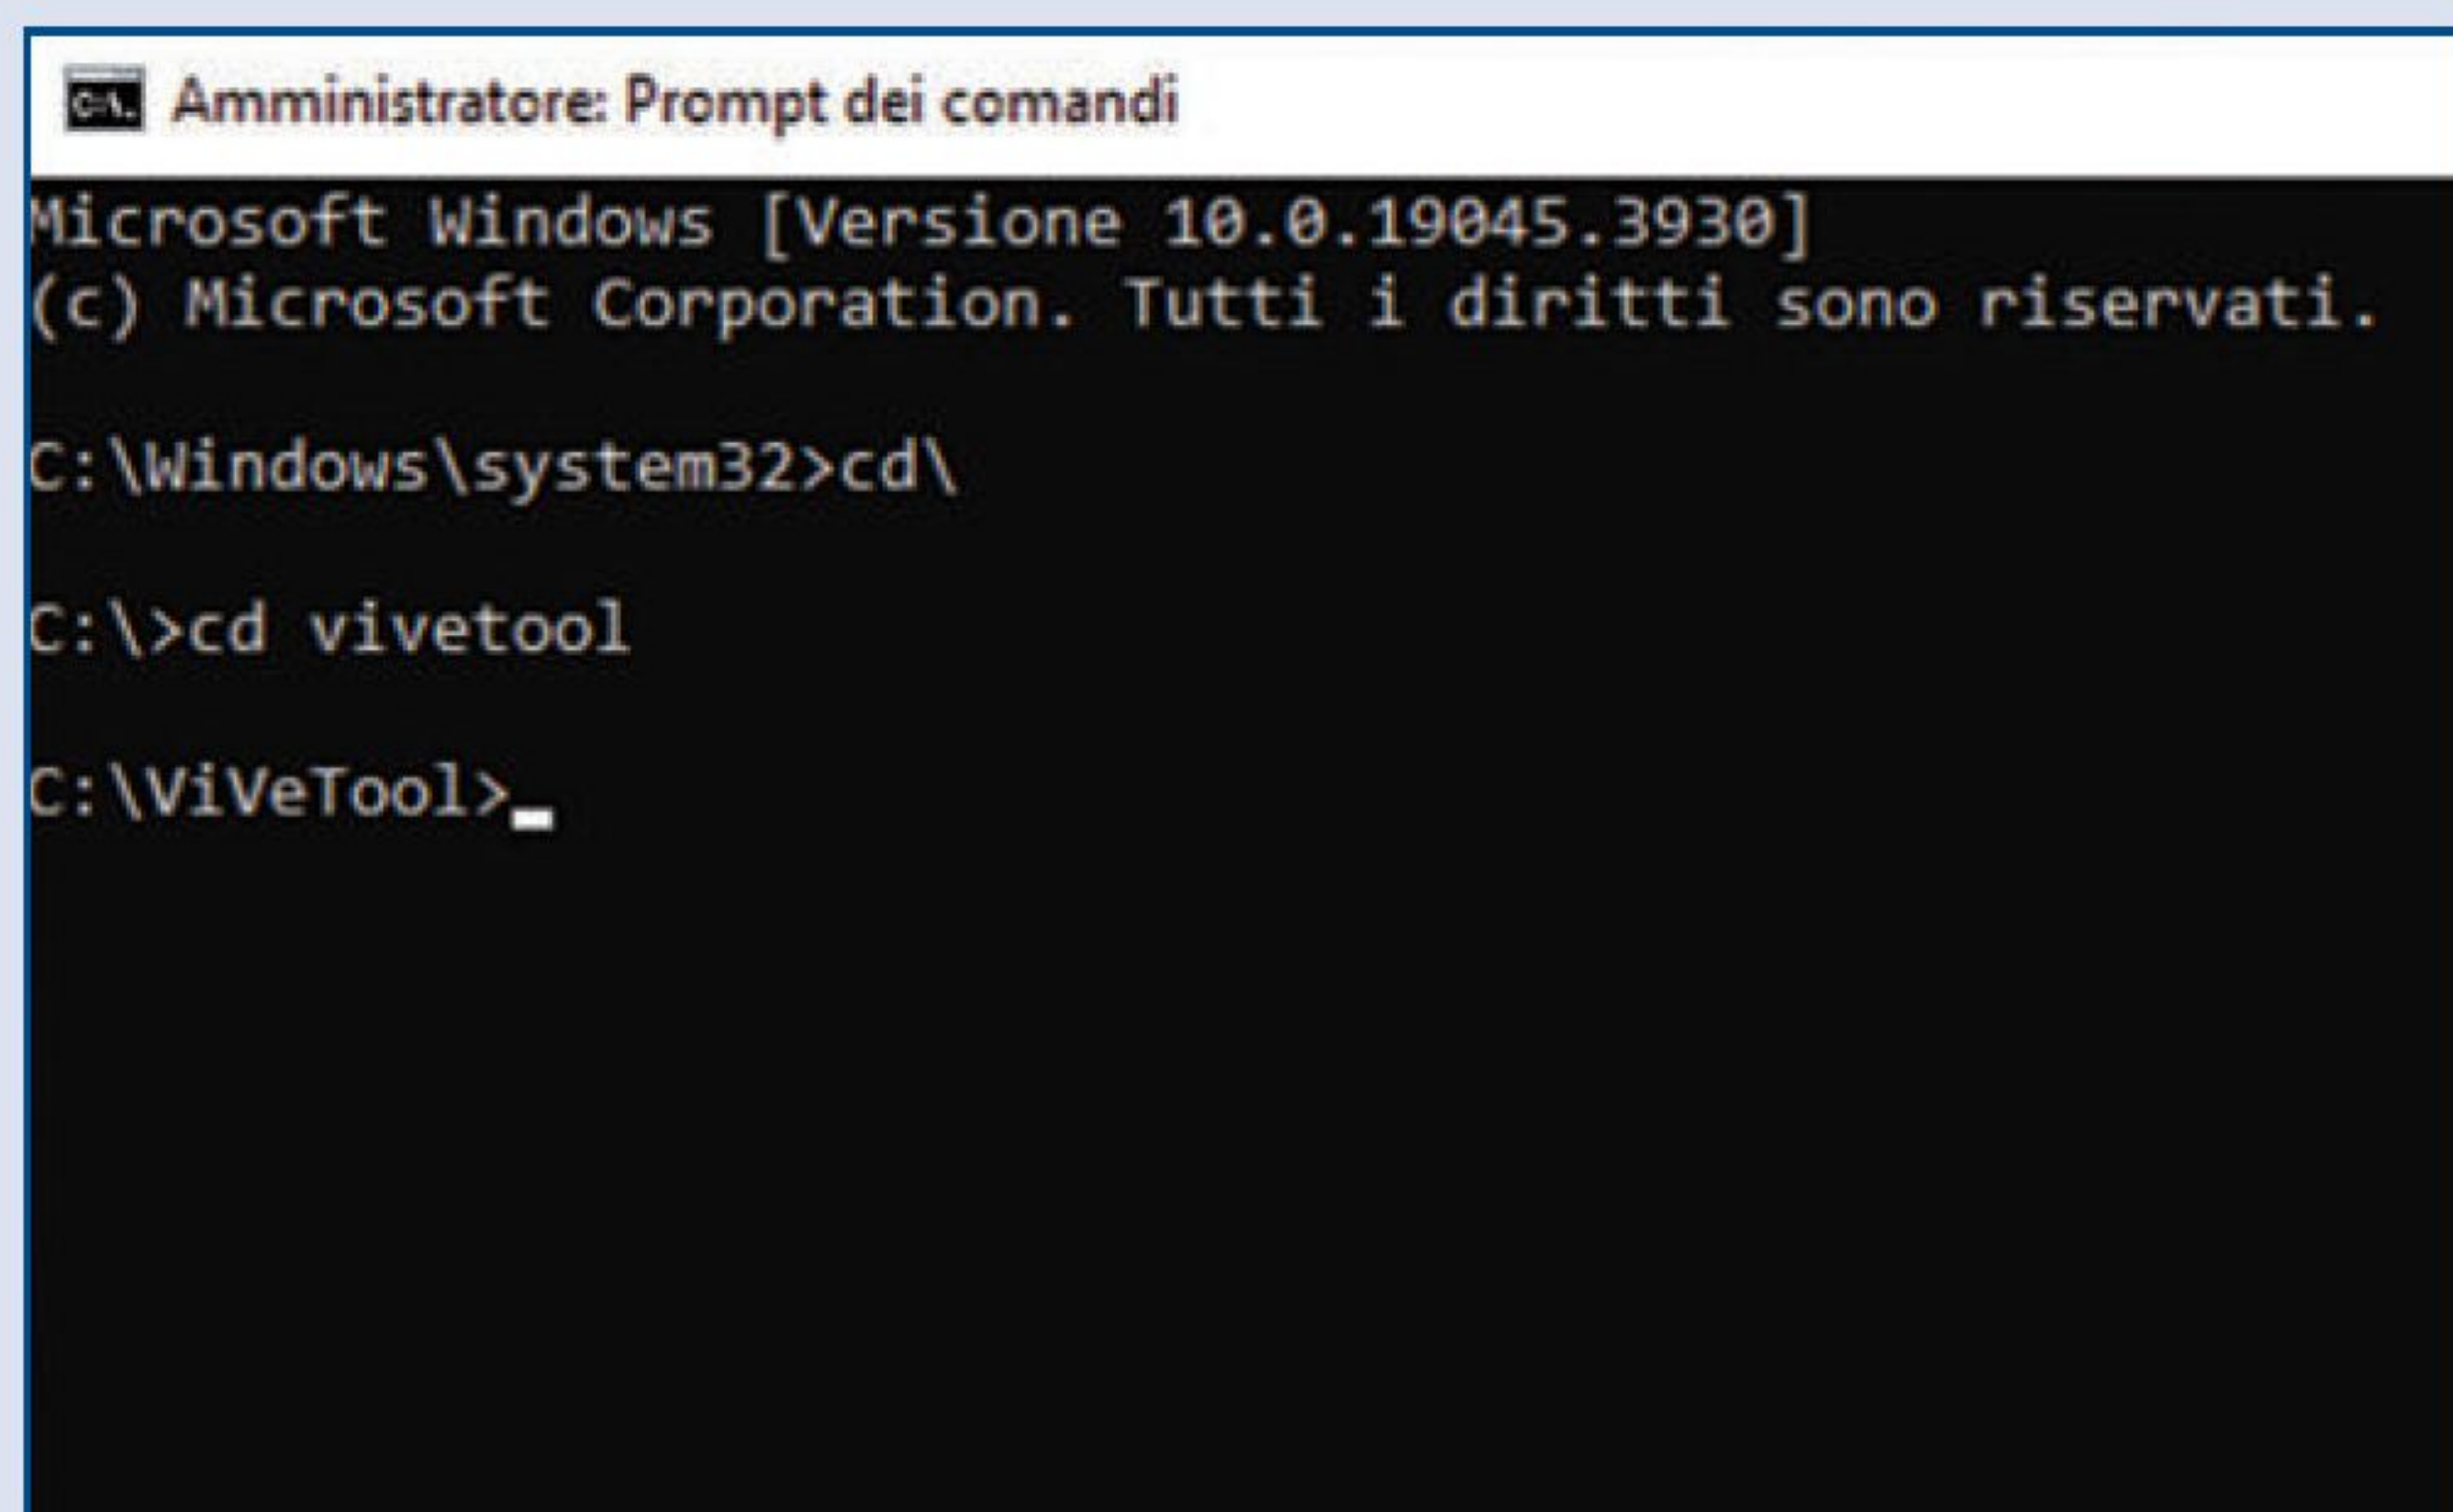 Amministratore: Prompt dei comandi
Microsoft Windows [Versione 10.0.19045.3930]
(c) Microsoft Corporation. Tutti i diritti sono riservati.
C:\Windows\system32>cd\
C:\>cd vivetool
C:\ViVeTool>